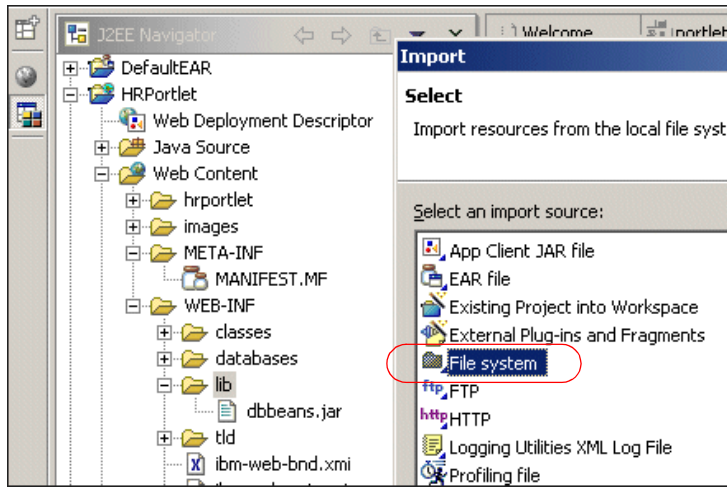 J2EE Navigator
DefaultEAR
HRPortlet
Web Deployment Descriptor
Java Source
Web Content
hrportlet
images
META-INF
MANIFEST.MF
WEB-INF
classes
databases
lib
dbbeans.jar
tld
ibm-web-bnd.xmi
Welcome
portlet
Import
Select
Import resources from the local file syst
Select an import source:
App Client JAR file
EAR file
Existing Project into Workspace
External Plug-ins and Fragments
File system
ftp FTP
http HTTP
Logging Utilities XML Log File
Profiling file